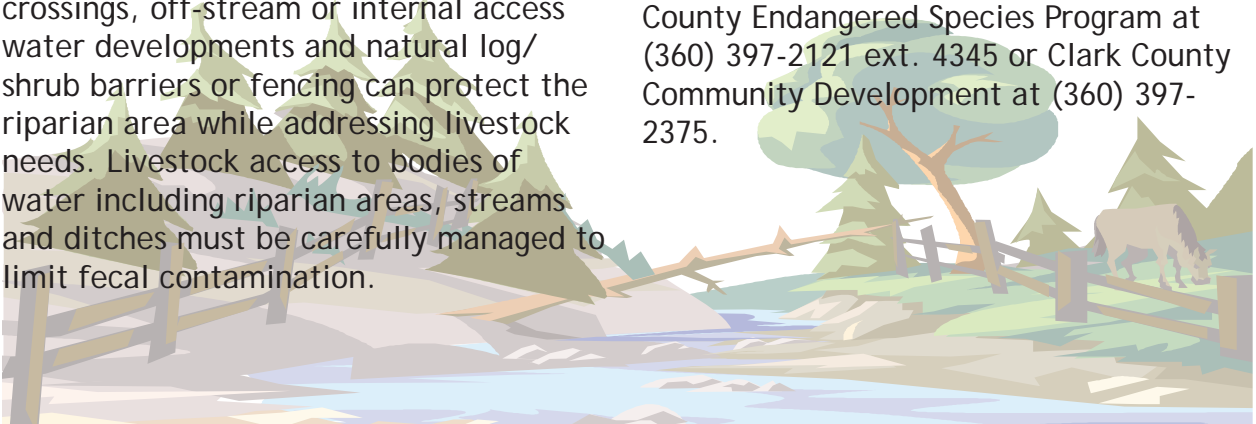 crossings, off-stream or internal access
water developments and natural log/
shrub barriers or fencing can protect the
riparian area while addressing livestock
needs. Livestock access to bodies of
water including riparian areas, streams
and ditches must be carefully managed to
limit fecal contamination.
County Endangered Species Program at
(360) 397-2121 ext. 4345 or Clark County
Community Development at (360) 397-
2375.